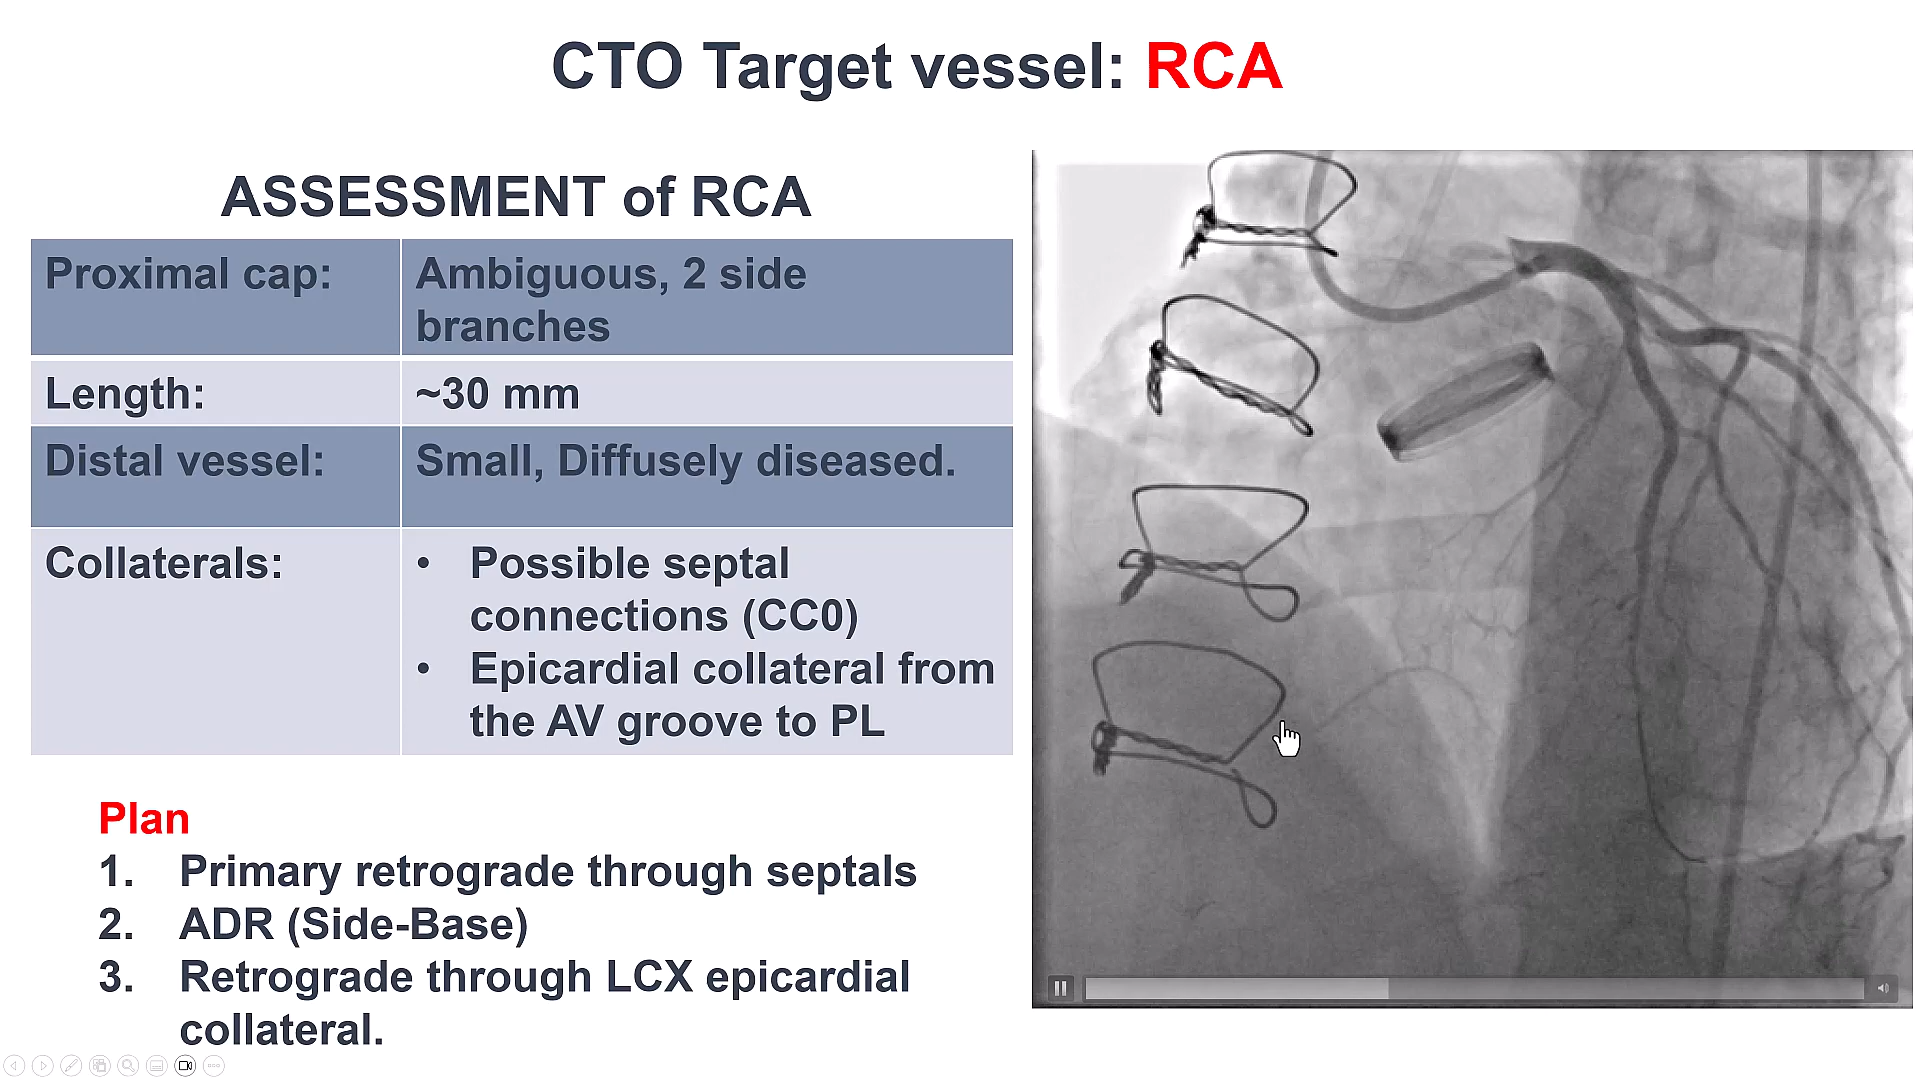 CTO Target vessel: RCA
ASSESSMENT of RCA
Proximal cap:
Ambiguous, 2 side
branches
Length:
~30 mm
Distal vessel:
Small, Diffusely diseased.
Collaterals:
• Possible septal
connections (CC0)
• Epicardial collateral from
the AV groove to PL
Plan
1. Primary retrograde through septals
2. ADR (Side-Base)
3. Retrograde through LCX epicardial
collateral.